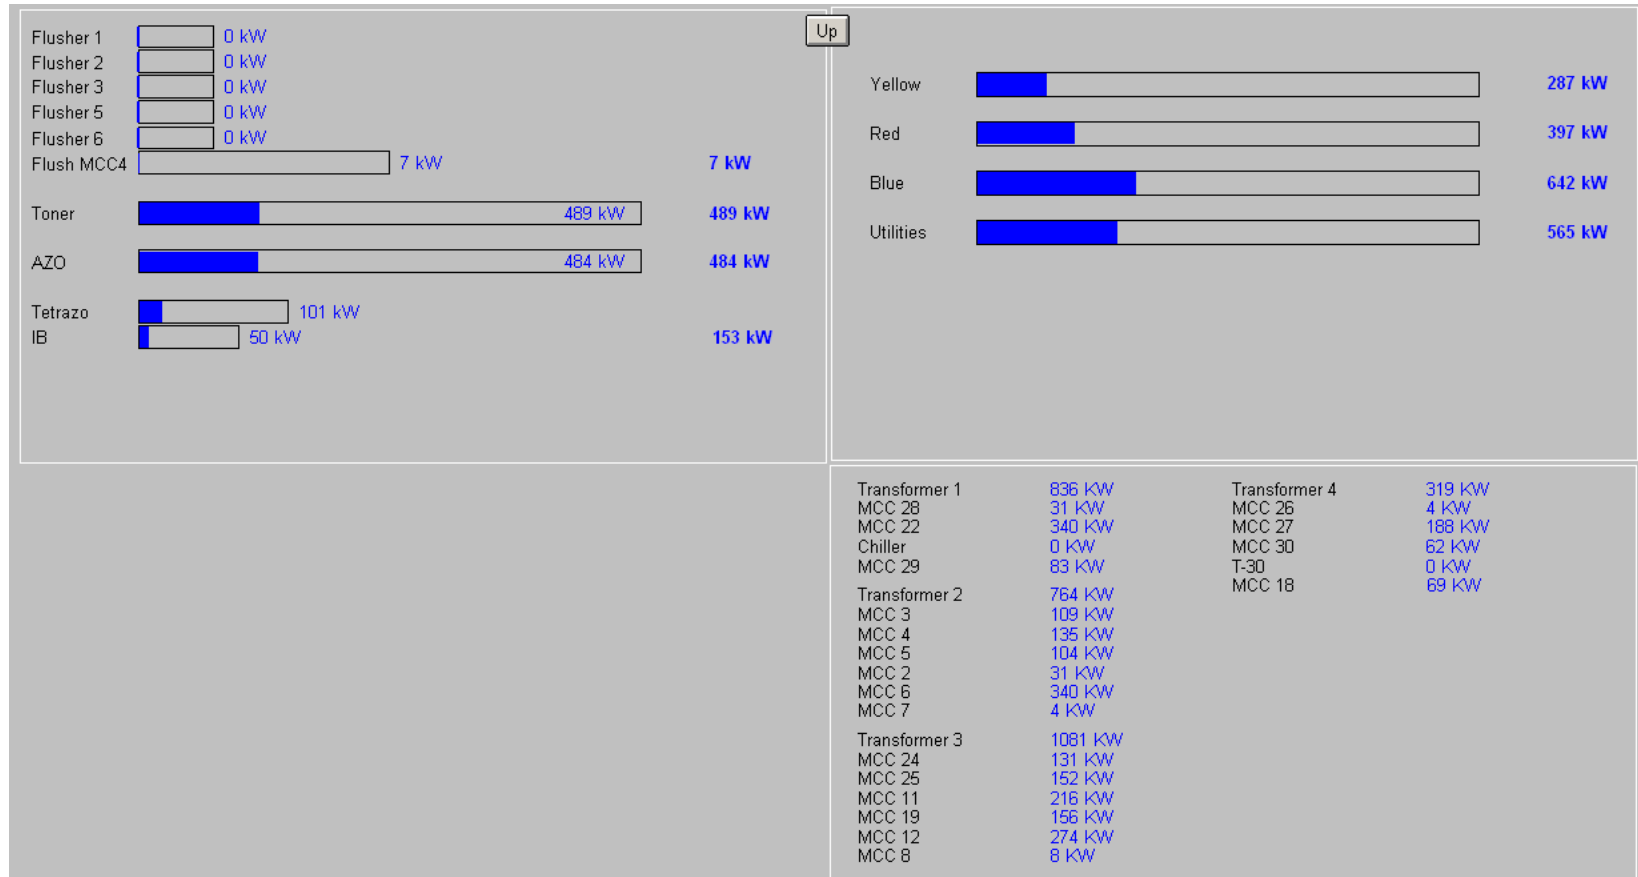 Up
Flusher 1 0 kW
Flusher 2 0 kW
Flusher 3 0 kW
Flusher 5 0 kW
Flusher 6 0 kW
Flush MCC4 7 kW 7 kW
Toner 489 kW 489 kW
AZO 484 kW 484 kW
Tetrazo 101 kW
IB 50 kW 153 kW
Yellow 287 kW
Red 397 kW
Blue 642 kW
Utilities 565 kW
Transformer 1 836 KW
MCC 28 31 KW
MCC 22 340 KW
Chiller 0 KW
MCC 29 83 KW
Transformer 2 764 KW
MCC 3 109 KW
MCC 4 135 KW
MCC 5 104 KW
MCC 2 31 KW
MCC 6 340 KW
MCC 7 4 KW
Transformer 3 1081 KW
MCC 24 131 KW
MCC 25 152 KW
MCC 11 216 KW
MCC 19 156 KW
MCC 12 274 KW
MCC 8 8 KW
Transformer 4 319 KW
MCC 26 4 KW
MCC 27 188 KW
MCC 30 62 KW
T-30 0 KW
MCC 18 69 KW